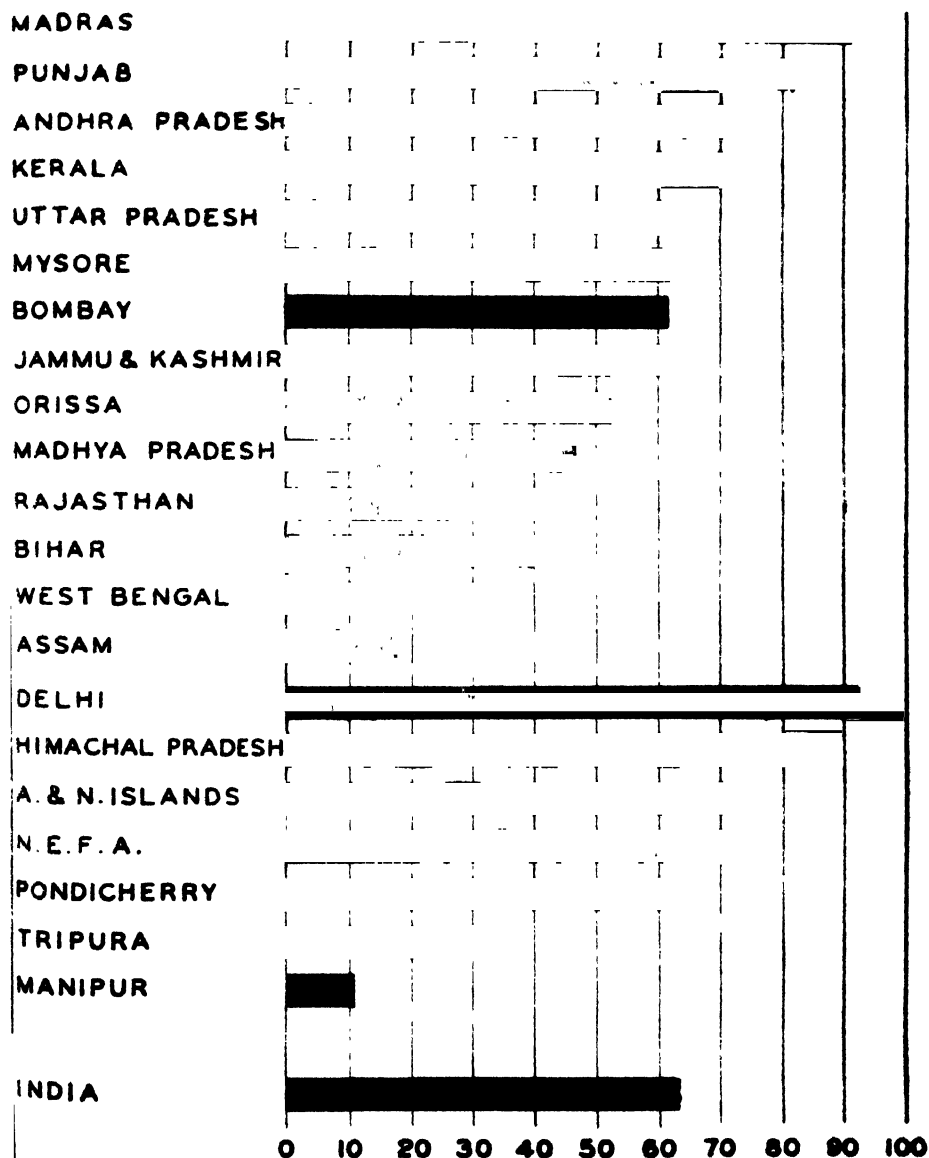 MADRAS
PUNJAB
ANDHRA PRADESH
KERALA
UTTAR PRADESH
MYSORE
BOMBAY
JAMMU & KASHMIR
ORISSA
MADHYA PRADESH
RAJASTHAN
BIHAR
WEST BENGAL
ASSAM
DELHI
HIMACHAL PRADESH
A. & N. ISLANDS
N. E. F. A.
PONDICHERRY
TRIPURA
MANIPUR
INDIA
0 10 20 30 40 50 60 70 80 90 100